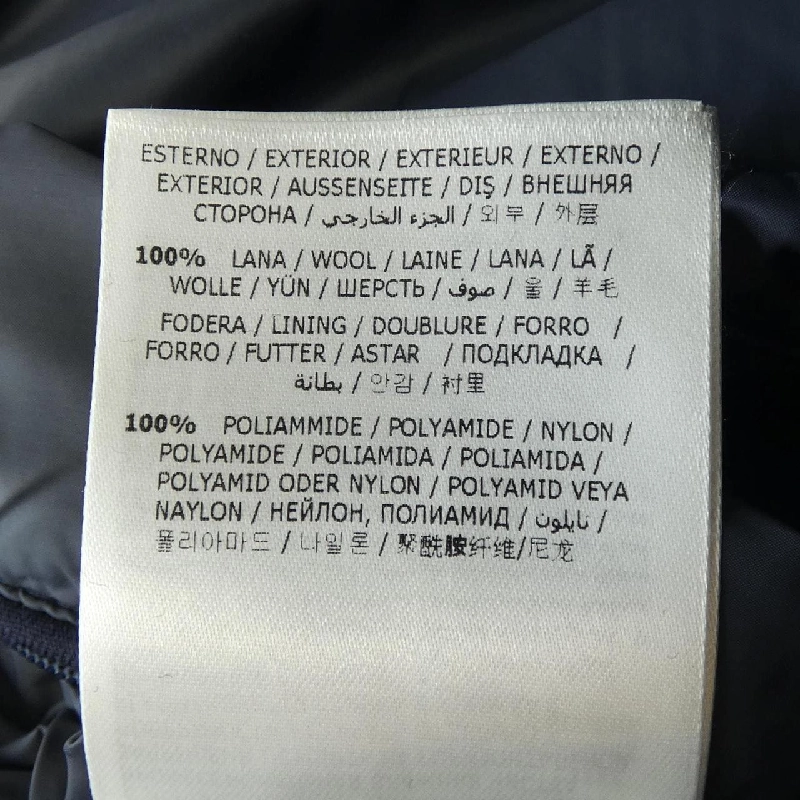 ESTERNO / EXTERIOR / EXTERIEUR / EXTERNO /
EXTERIOR / AUSSENSEITE / DIŞ / ВНЕШНЯЯ
СТОРОНА / الجزء الخارجي / 외부 / 外层
100% LANA / WOOL / LAINE / LANA / LÃ /
WOLLE / YÜN / ШЕРСТЬ / صوف / 울 / 羊毛
FODERA / LINING / DOUBLURE / FORRO /
FORRO / FUTTER / ASTAR / ПОДКЛАДКА /
بطانة / 안감 / 衬里
100% POLIAMMIDE / POLYAMIDE / NYLON /
POLYAMIDE / POLIAMIDA / POLIAMIDA /
POLYAMID ODER NYLON / POLYAMID VEYA
NAYLON / НЕЙЛОН, ПОЛИАМИД / نايلون /
폴리아마드 / 나일론 / 聚酰胺纤维/尼龙